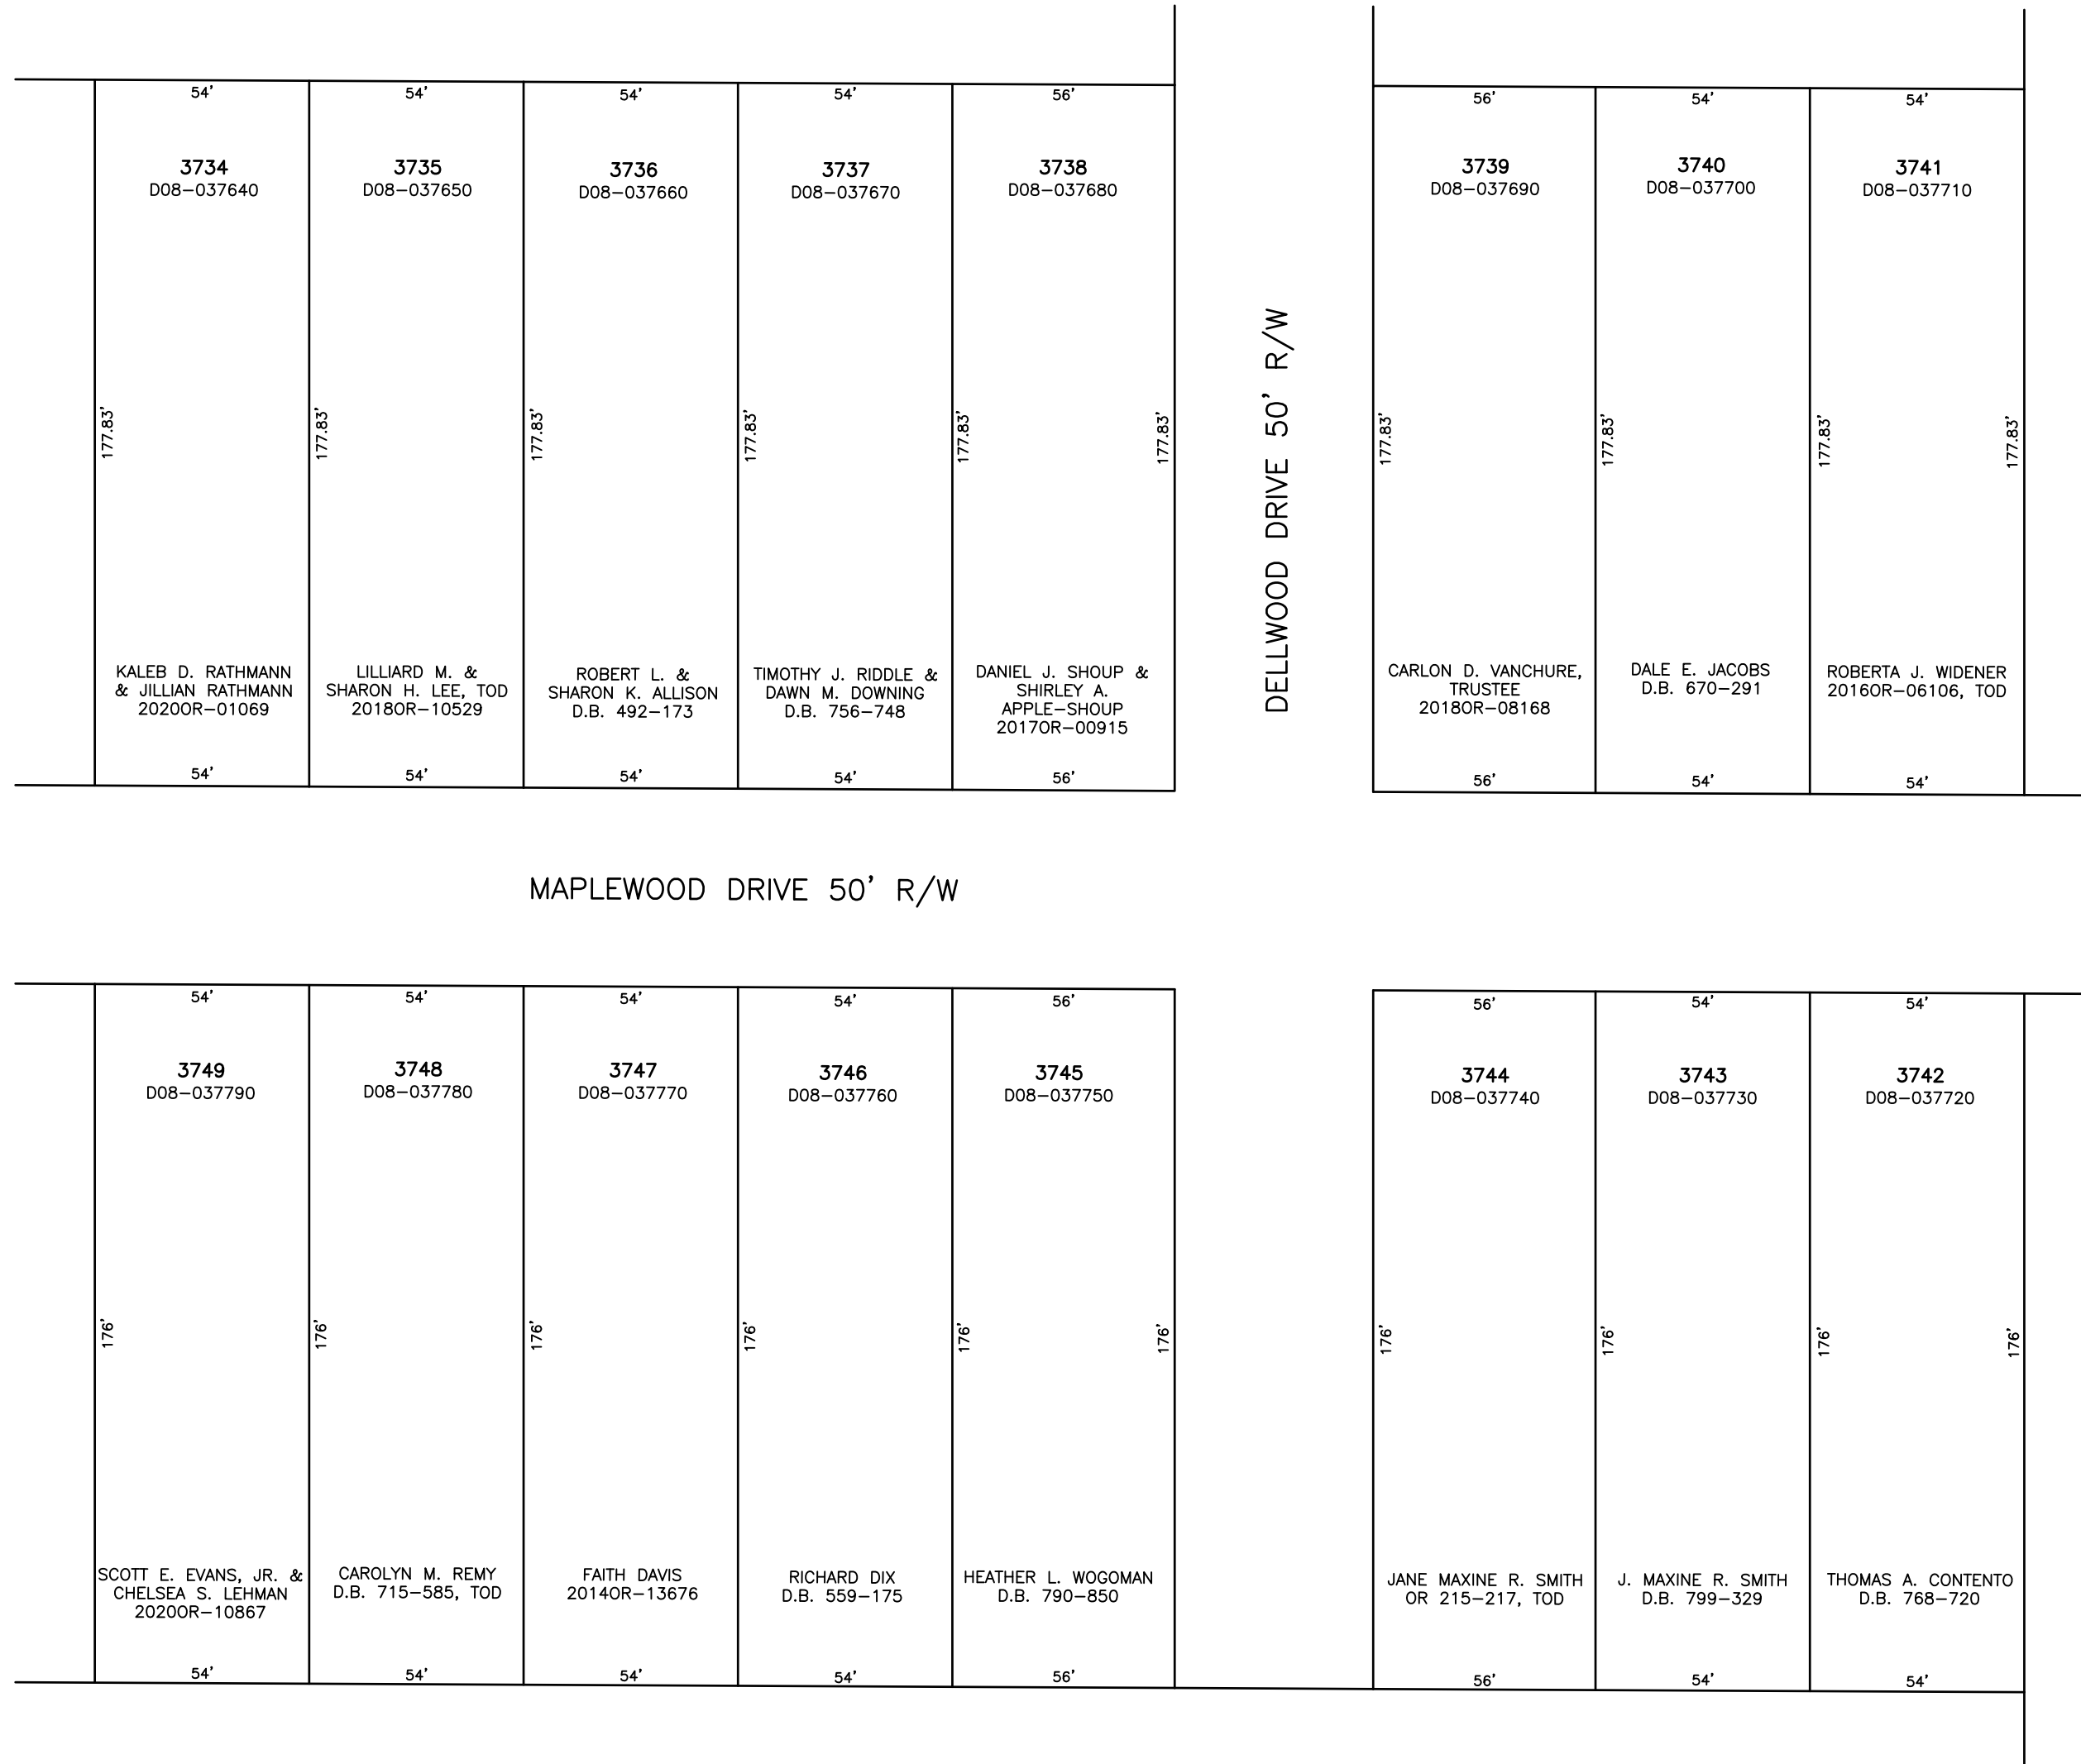 54'
54'
54'
54'
56'
56'
54'
54'
3734
D08-037640
3735
D08-037650
3736
D08-037660
3737
D08-037670
3738
D08-037680
3739
D08-037690
3740
D08-037700
3741
D08-037710
177.83'
177.83'
177.83'
177.83'
177.83'
177.83'
DELLWOOD DRIVE 50' R/W
177.83'
177.83'
177.83'
177.83'
KALEB D. RATHMANN
& JILLIAN RATHMANN
2020OR-01069
LILLIARD M. &
SHARON H. LEE, TOD
2018OR-10529
ROBERT L. &
SHARON K. ALLISON
D.B. 492-173
TIMOTHY J. RIDDLE &
DAWN M. DOWNING
D.B. 756-748
DANIEL J. SHOUP &
SHIRLEY A.
APPLE-SHOUP
2017OR-00915
CARLON D. VANCHURE,
TRUSTEE
2018OR-08168
DALE E. JACOBS
D.B. 670-291
ROBERTA J. WIDENER
2016OR-06106, TOD
54'
54'
54'
54'
56'
56'
54'
54'
MAPLEWOOD DRIVE 50' R/W
54'
54'
54'
54'
56'
56'
54'
54'
3749
D08-037790
3748
D08-037780
3747
D08-037770
3746
D08-037760
3745
D08-037750
3744
D08-037740
3743
D08-037730
3742
D08-037720
176'
176'
176'
176'
176'
176'
176'
176'
176'
176'
SCOTT E. EVANS, JR. &
CHELSEA S. LEHMAN
2020OR-10867
CAROLYN M. REMY
D.B. 715-585, TOD
FAITH DAVIS
2014OR-13676
RICHARD DIX
D.B. 559-175
HEATHER L. WOGOMAN
D.B. 790-850
JANE MAXINE R. SMITH
OR 215-217, TOD
J. MAXINE R. SMITH
D.B. 799-329
THOMAS A. CONTENTO
D.B. 768-720
54'
54'
54'
54'
56'
56'
54'
54'